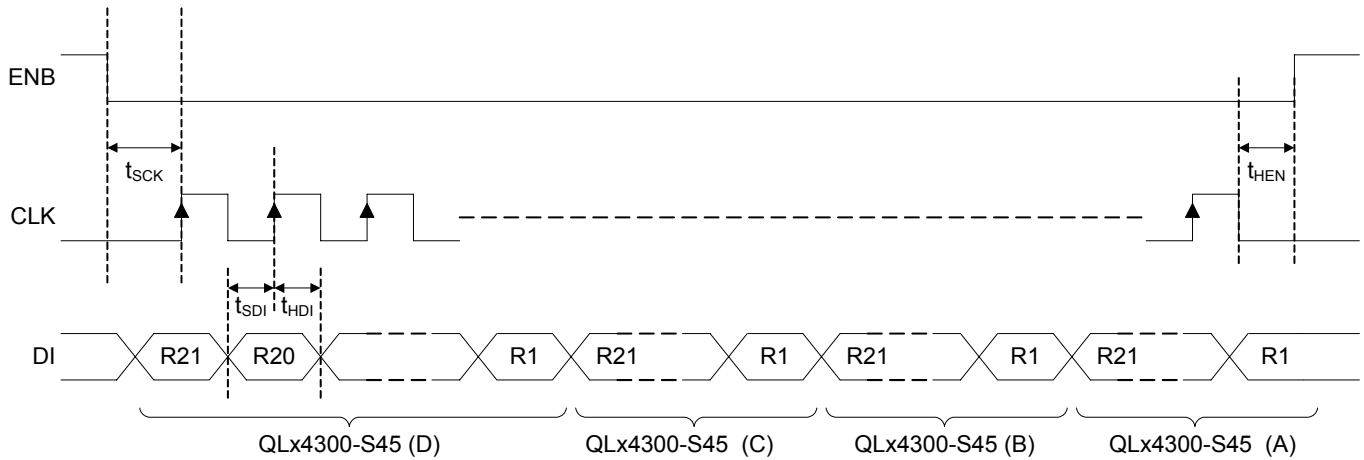 ENB
tSCK
tHEN
CLK
tSDI
tHDI
DI R21 R20 R1 R21 R1 R21 R1 R21 R1
QLx4300-S45 (D) QLx4300-S45 (C) QLx4300-S45 (B) QLx4300-S45 (A)